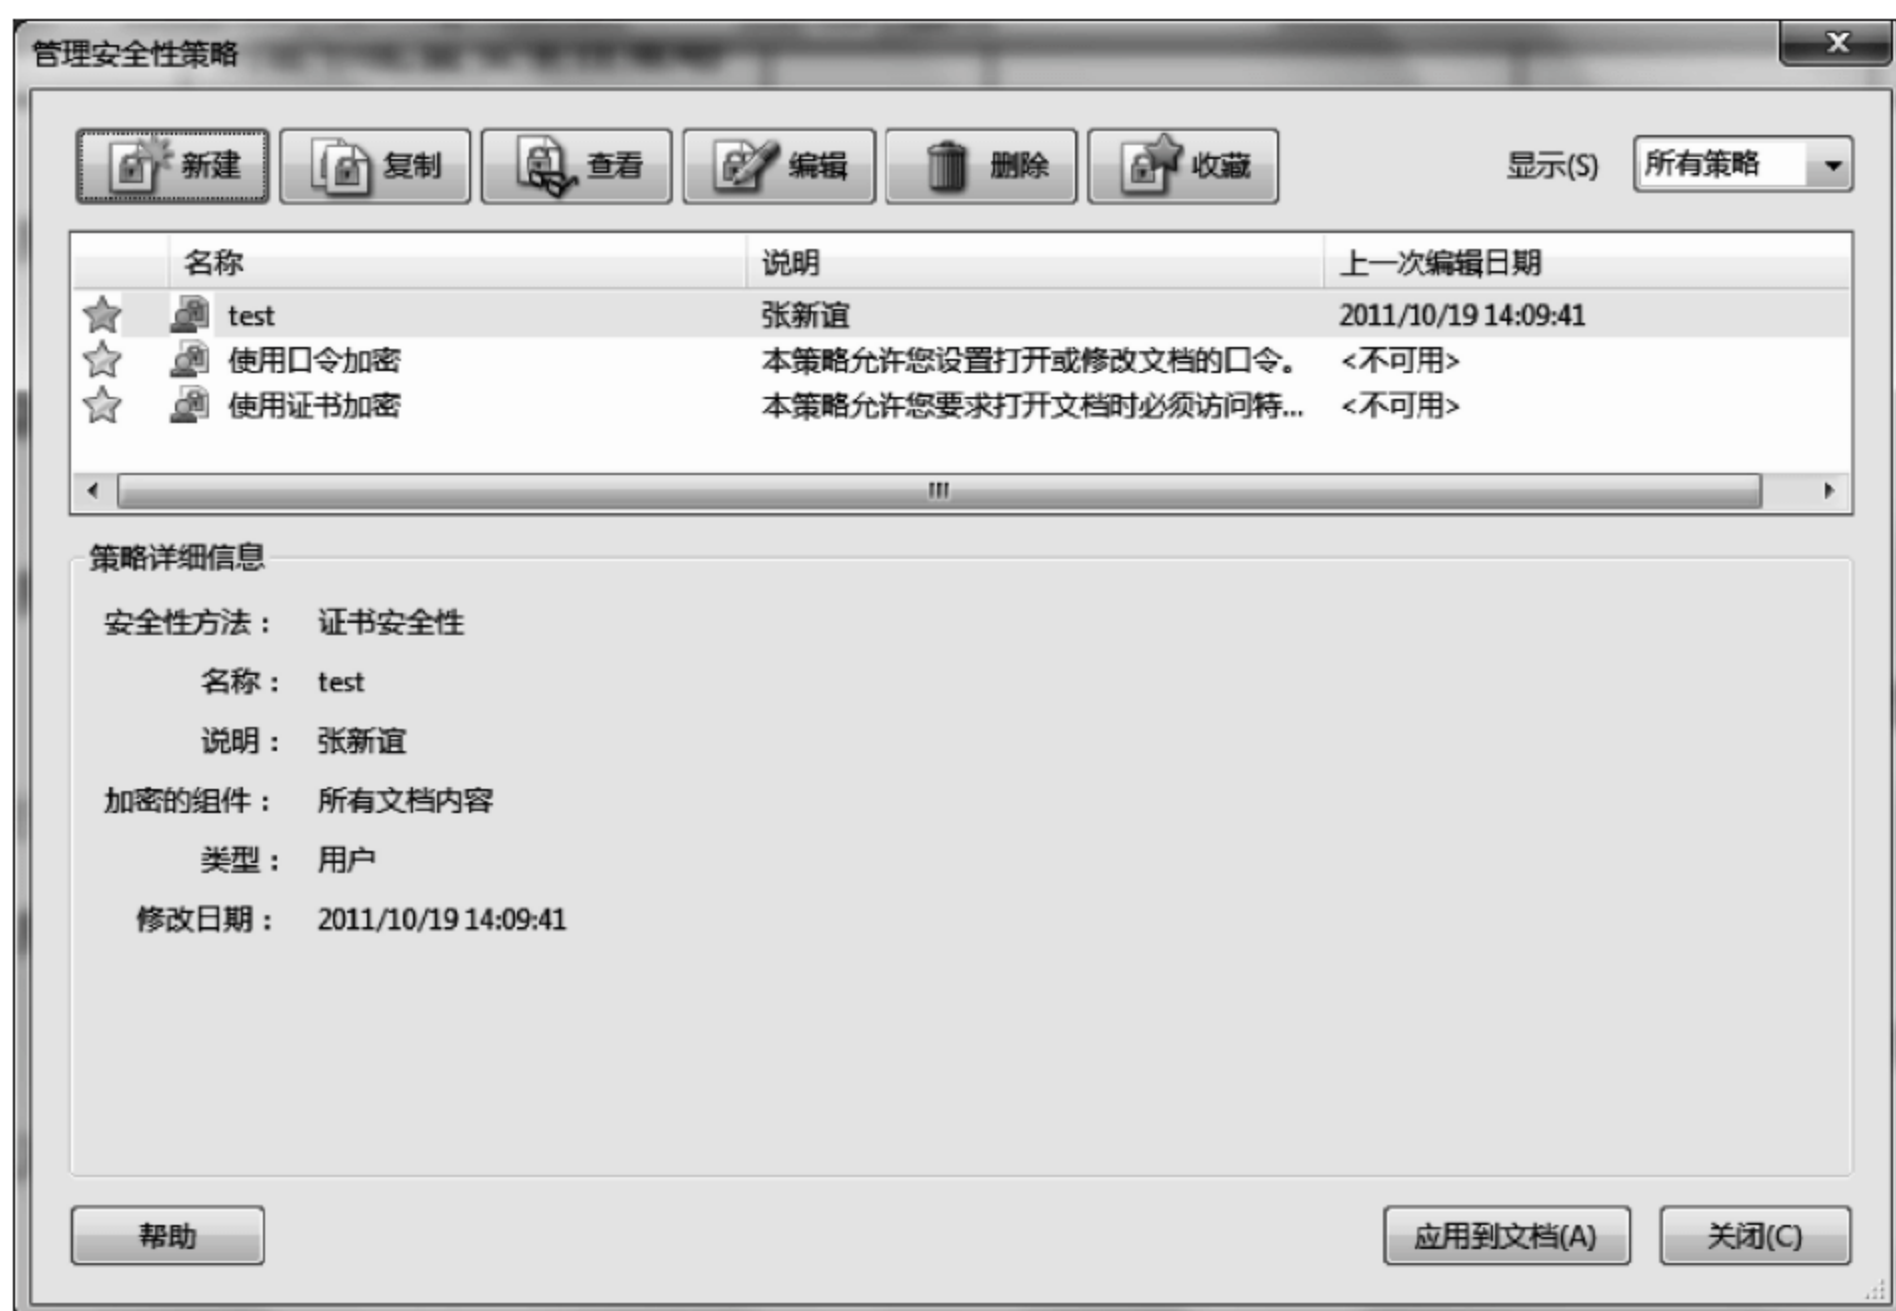 管理安全性策略
新建 复制 查看 编辑 删除 收藏 显示(S) 所有策略
名称 说明 上一次编辑日期
test 张新谊 2011/10/19 14:09:41
使用口令加密 本策略允许您设置打开或修改文档的口令。 <不可用>
使用证书加密 本策略允许您要求打开文档时必须访问特... <不可用>
策略详细信息
安全性方法： 证书安全性
名称： test
说明： 张新谊
加密的组件： 所有文档内容
类型： 用户
修改日期： 2011/10/19 14:09:41
帮助 应用到文档(A) 关闭(C)